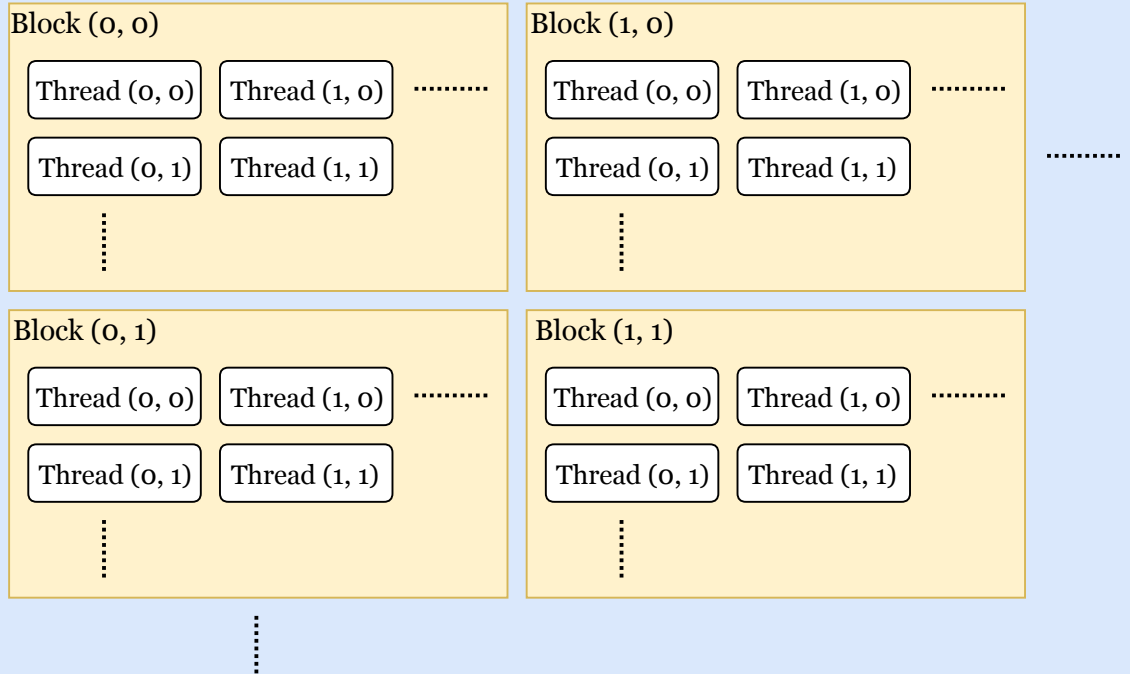 Block (0, 0)
Thread (0, 0)
Thread (1, 0)
Thread (0, 1)
Thread (1, 1)
Block (1, 0)
Thread (0, 0)
Thread (1, 0)
Thread (0, 1)
Thread (1, 1)
Block (0, 1)
Thread (0, 0)
Thread (1, 0)
Thread (0, 1)
Thread (1, 1)
Block (1, 1)
Thread (0, 0)
Thread (1, 0)
Thread (0, 1)
Thread (1, 1)